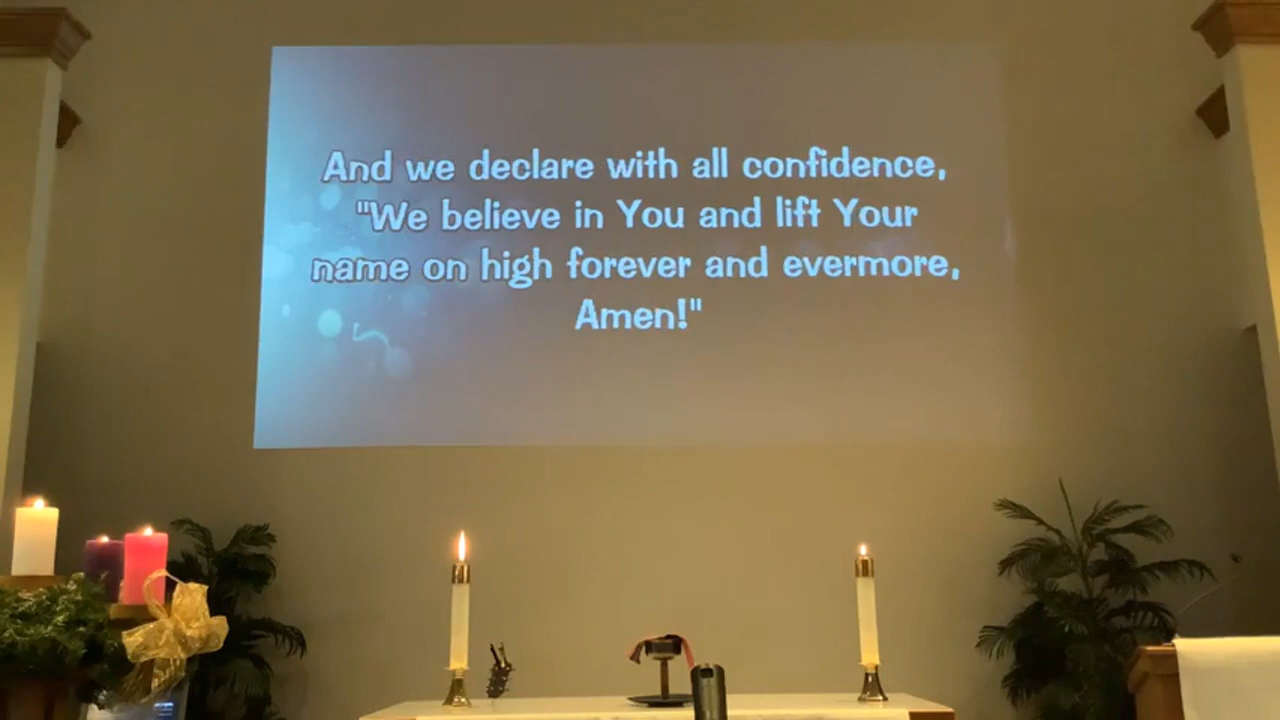 And we declare with all confidence,
"We believe in You and lift Your
name on high forever and evermore,
Amen!"